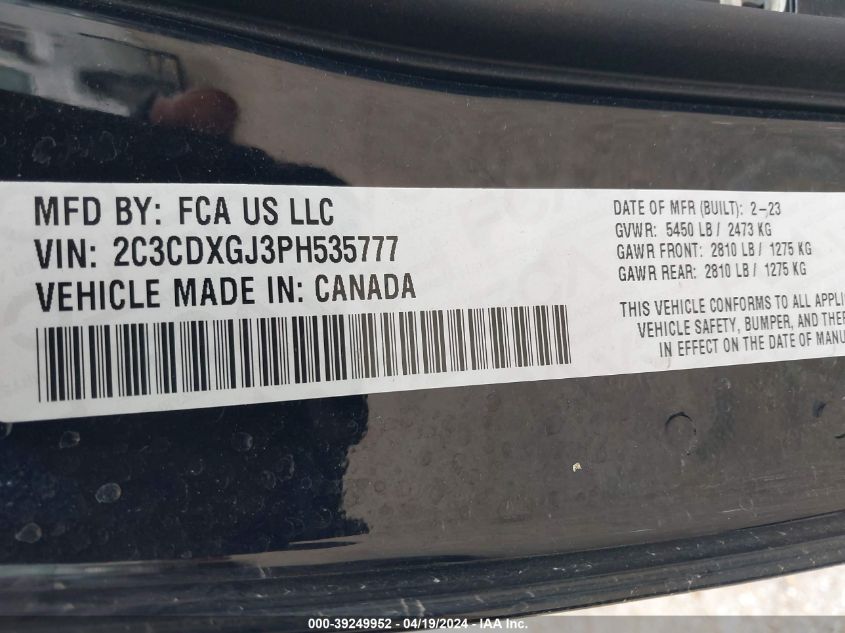 MFD BY: FCA US LLC
VIN: 2C3CDXGJ3PH535777
VEHICLE MADE IN: CANADA
DATE OF MFR (BUILT): 2-23
GVWR: 5450 LB / 2473 KG
GAWR FRONT: 2810 LB / 1275 KG
GAWR REAR: 2810 LB / 1275 KG
THIS VEHICLE CONFORMS TO ALL APPLI
VEHICLE SAFETY, BUMPER, AND THEF
IN EFFECT ON THE DATE OF MANU
000-39249952 - 04/19/2024 - IAA Inc.